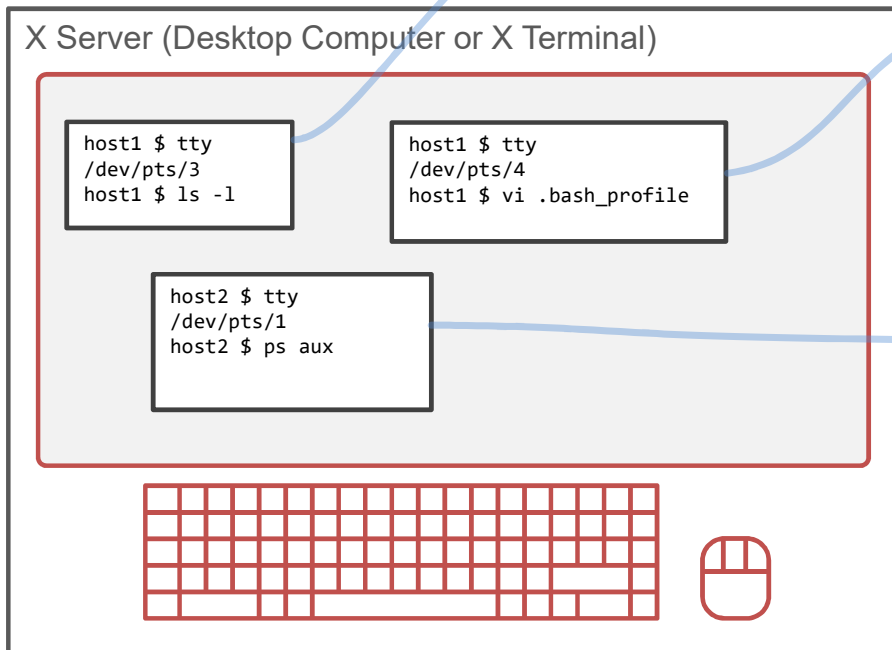 X Server (Desktop Computer or X Terminal)
host1 $ tty
/dev/pts/3
host1 $ ls -l
host1 $ tty
/dev/pts/4
host1 $ vi .bash_profile
host2 $ tty
/dev/pts/1
host2 $ ps aux